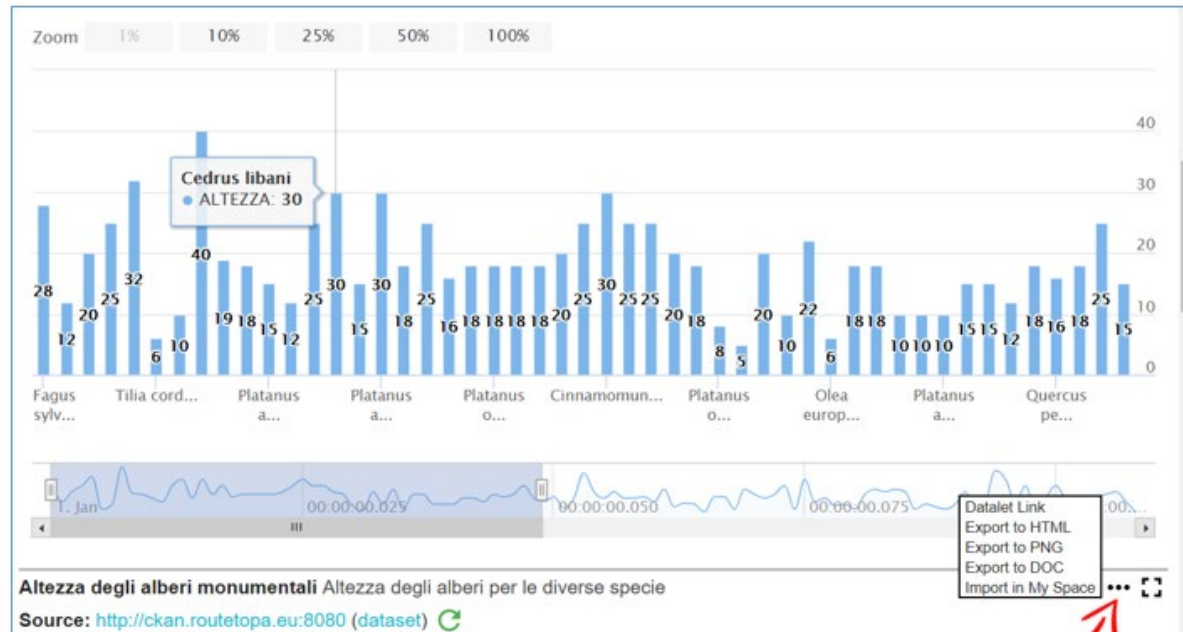 Zoom 1% 10% 25% 50% 100%
40
Cedrus libani
ALTEZZA: 30
30
20
10
0
28 12 20 25 32 6 10 40 19 18 15 12 25 30 15 30 18 25 16 18 18 18 18 20 25 30 25 25 20 18 8 5 20 10 22 6 18 18 10 10 10 15 15 12 18 16 18 25 15
Fagus sylv... Tilia cord... Platanus a... Platanus a... Platanus o... Cinnamomun... Platanus o... Olea europ... Platanus a... Quercus pe...
1. Jan 00:00:00.025 00:00:00.050 00:00:00.075 :00...
Datalet Link
Export to HTML
Export to PNG
Export to DOC
Import in My Space
Altezza degli alberi monumentali Altezza degli alberi per le diverse specie
Source: http://ckan.routetopa.eu:8080 (dataset)